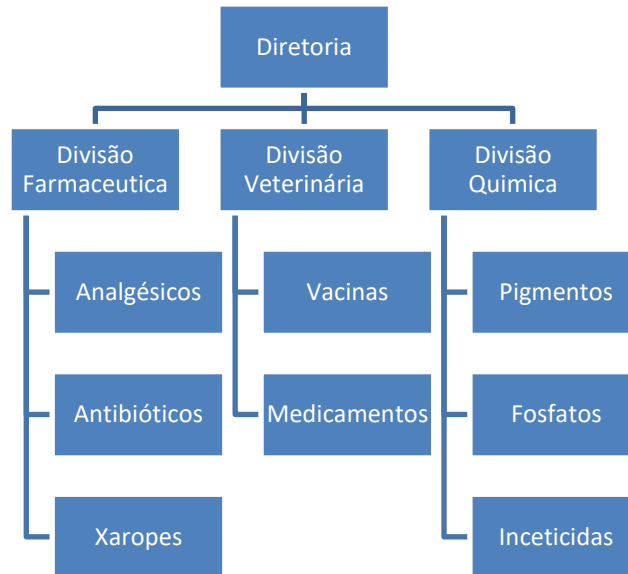 Diretoria
Divisão
Farmaceutica
Analgésicos
Antibióticos
Xaropes
Divisão
Veterinária
Vacinas
Medicamentos
Divisão
Quimica
Pigmentos
Fosfatos
Inceticidas